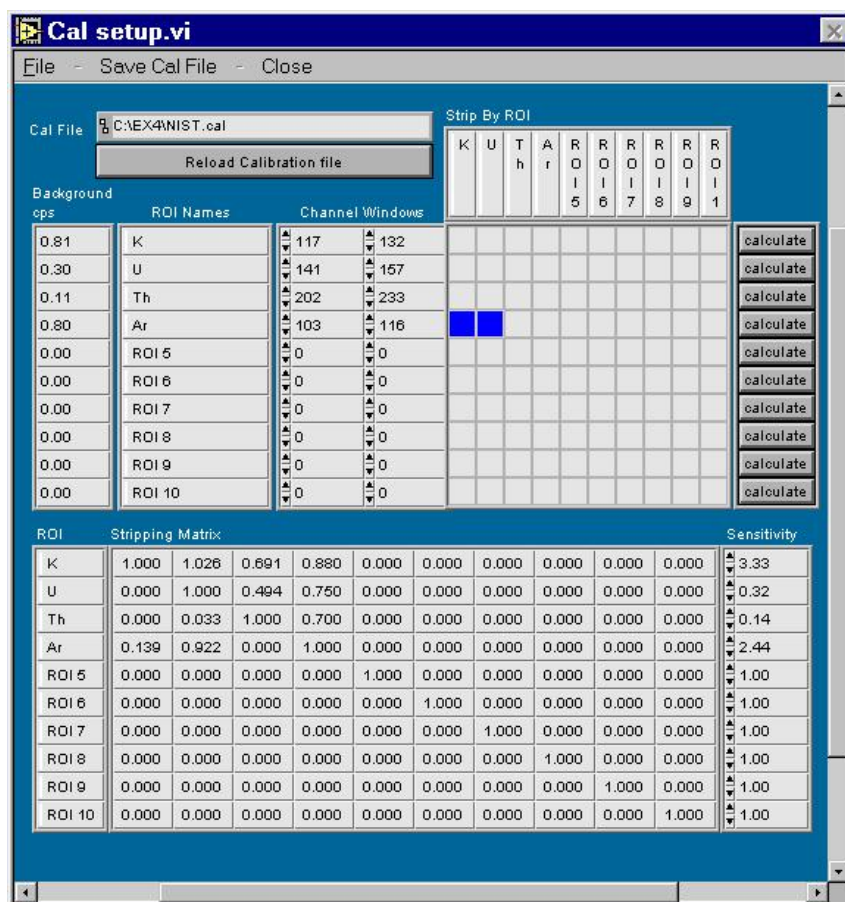 Cal setup.vi
File - Save Cal File - Close
Cal File C:\EX4\NIST.cal
Reload Calibration file
Strip By ROI
K U Th Ar ROI5 ROI6 ROI7 ROI8 ROI9 ROI1
Background cps ROI Names Channel Windows
0.81 K 117 132 calculate
0.30 U 141 157 calculate
0.11 Th 202 233 calculate
0.80 Ar 103 116 calculate
0.00 ROI 5 0 0 calculate
0.00 ROI 6 0 0 calculate
0.00 ROI 7 0 0 calculate
0.00 ROI 8 0 0 calculate
0.00 ROI 9 0 0 calculate
0.00 ROI 10 0 0 calculate
ROI Stripping Matrix Sensitivity
K 1.000 1.026 0.691 0.880 0.000 0.000 0.000 0.000 0.000 0.000 3.33
U 0.000 1.000 0.494 0.750 0.000 0.000 0.000 0.000 0.000 0.000 0.32
Th 0.000 0.033 1.000 0.700 0.000 0.000 0.000 0.000 0.000 0.000 0.14
Ar 0.139 0.922 0.000 1.000 0.000 0.000 0.000 0.000 0.000 0.000 2.44
ROI 5 0.000 0.000 0.000 0.000 1.000 0.000 0.000 0.000 0.000 0.000 1.00
ROI 6 0.000 0.000 0.000 0.000 0.000 1.000 0.000 0.000 0.000 0.000 1.00
ROI 7 0.000 0.000 0.000 0.000 0.000 0.000 1.000 0.000 0.000 0.000 1.00
ROI 8 0.000 0.000 0.000 0.000 0.000 0.000 0.000 1.000 0.000 0.000 1.00
ROI 9 0.000 0.000 0.000 0.000 0.000 0.000 0.000 0.000 1.000 0.000 1.00
ROI 10 0.000 0.000 0.000 0.000 0.000 0.000 0.000 0.000 0.000 1.000 1.00